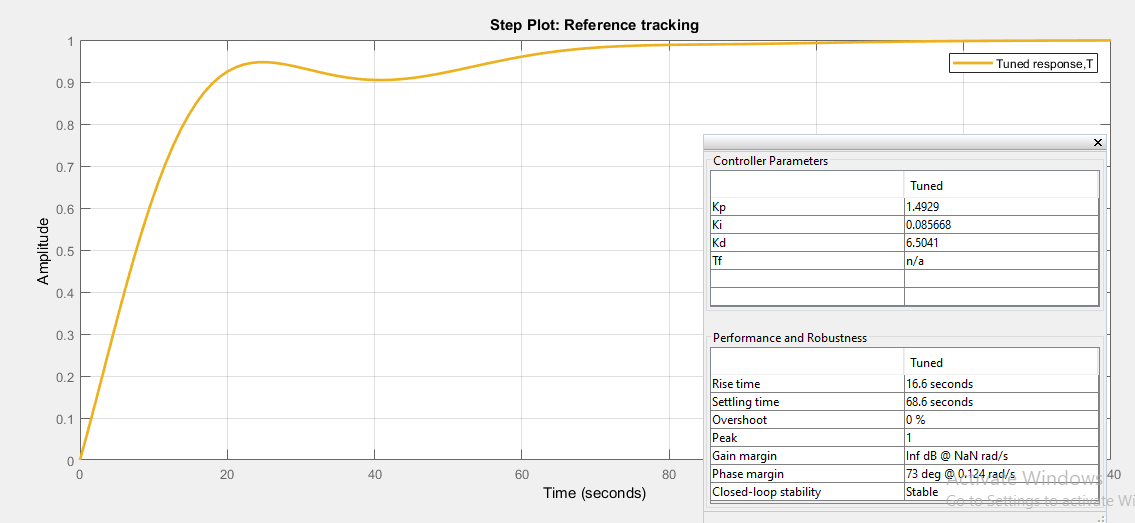 Step Plot: Reference tracking
1
0.9
0.8
0.7
0.6
0.5
0.4
0.3
0.2
0.1
0
Amplitude
0
20
40
60
80
40
Time (seconds)
Tuned response,T
Controller Parameters
Tuned
Kp 1.4929
Ki 0.085668
Kd 6.5041
Tf n/a
Performance and Robustness
Tuned
Rise time 16.6 seconds
Settling time 68.6 seconds
Overshoot 0 %
Peak 1
Gain margin Inf dB @ NaN rad/s
Phase margin 73 deg @ 0.124 rad/s
Closed-loop stability Stable
Activate Windows
Go to Settings to activate Wi